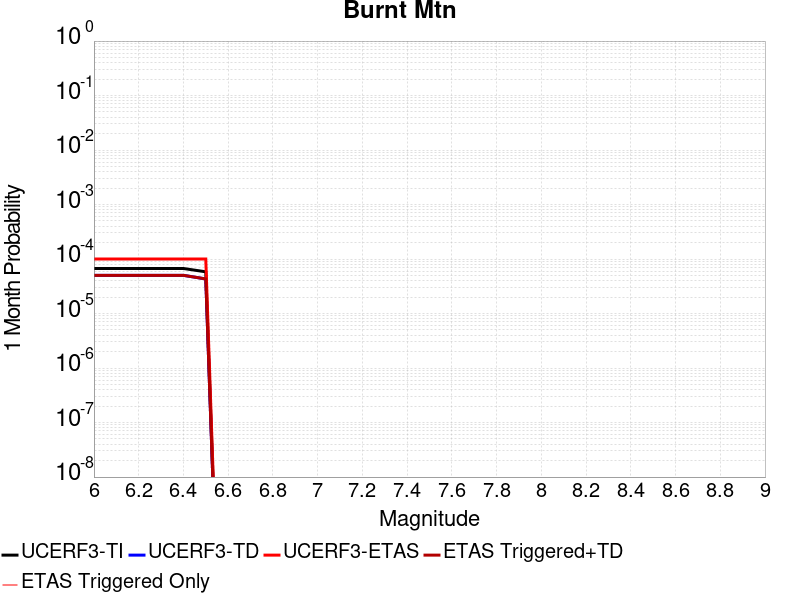 Burnt Mtn
1 Month Probability
10^0
10^-1
10^-2
10^-3
10^-4
10^-5
10^-6
10^-7
10^-8
6 6.2 6.4 6.6 6.8 7 7.2 7.4 7.6 7.8 8 8.2 8.4 8.6 8.8 9
Magnitude
UCERF3-TI UCERF3-TD UCERF3-ETAS ETAS Triggered+TD
ETAS Triggered Only